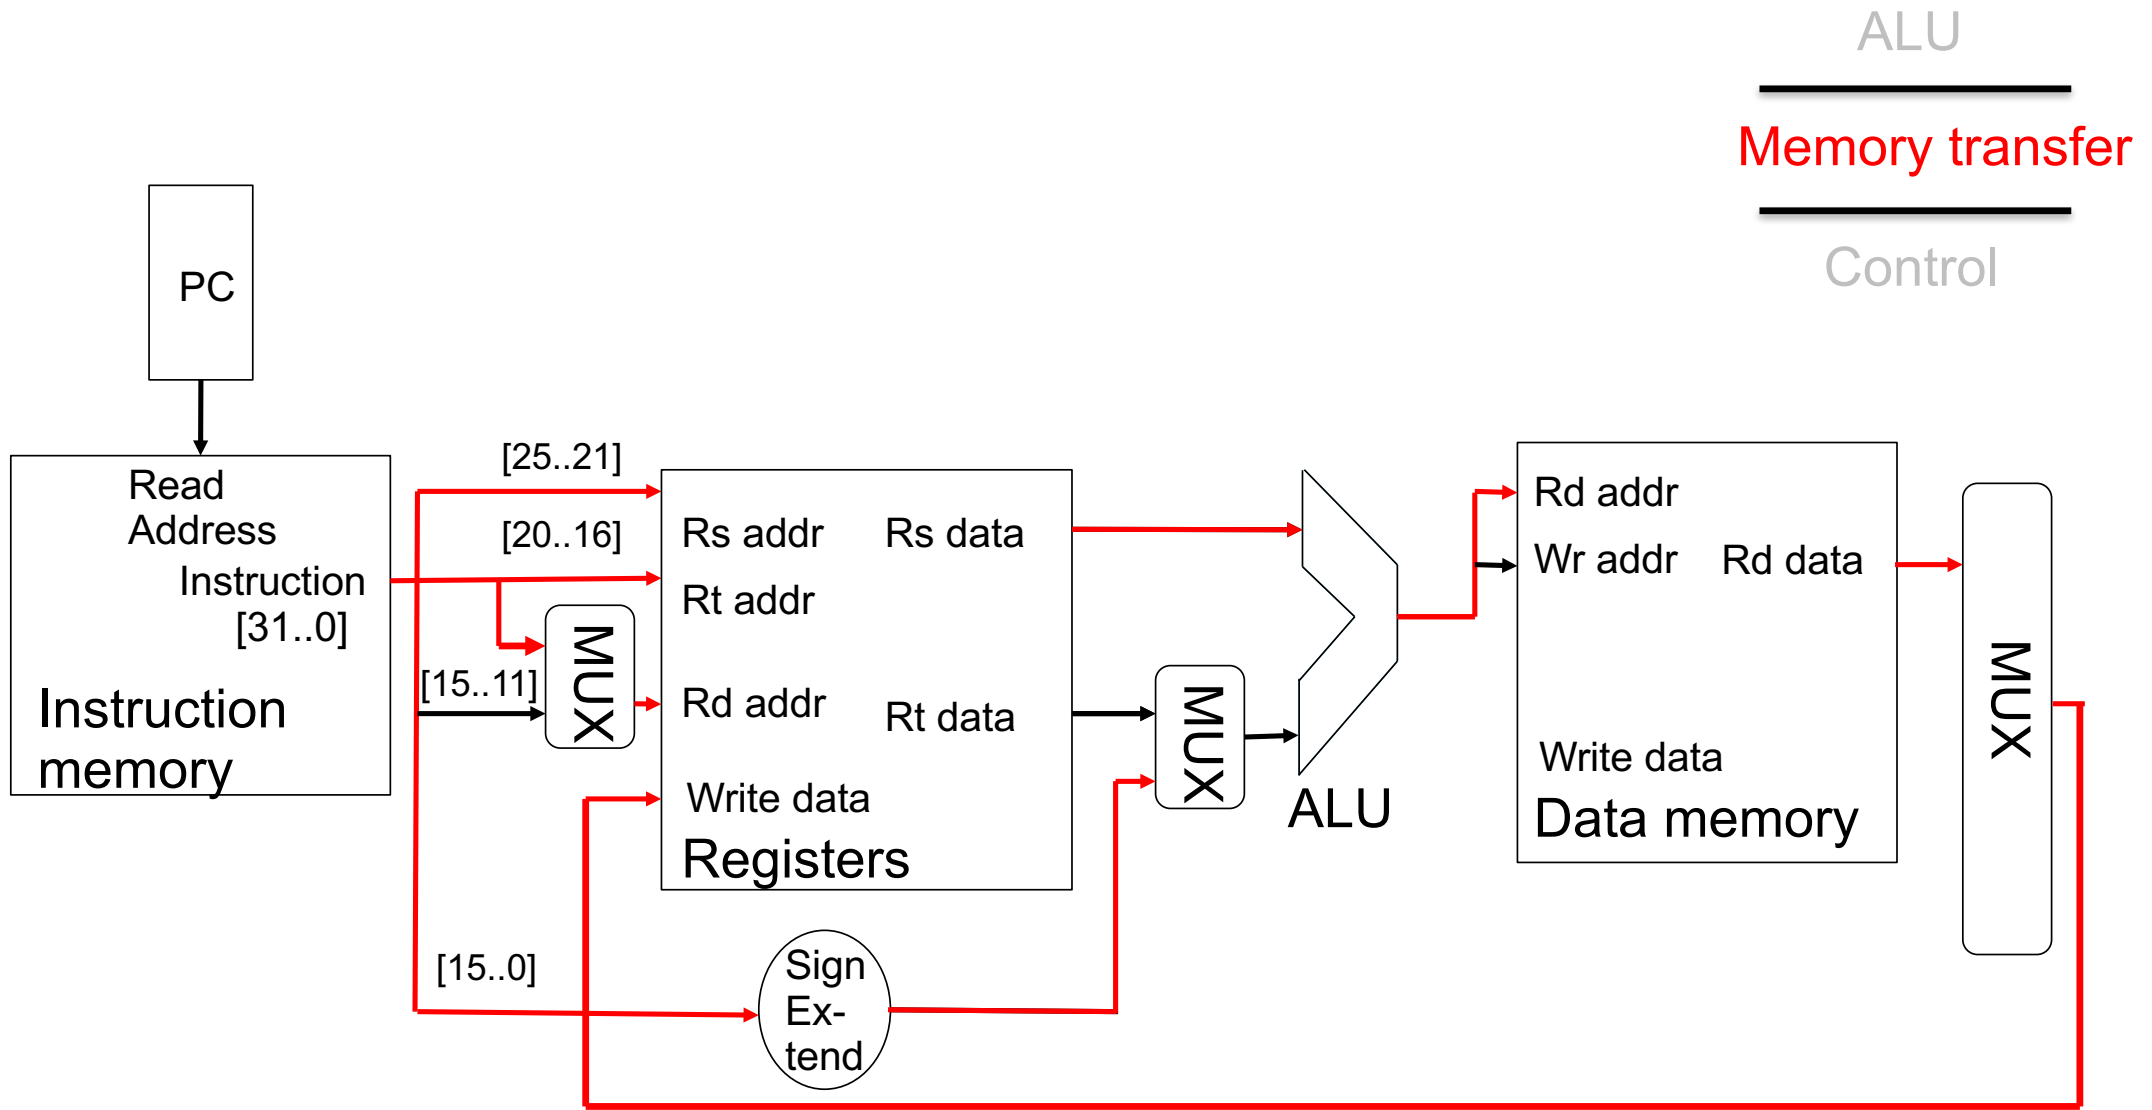 ALU
Memory transfer
Control
PC
Read
Address
Instruction
[31..0]
Instruction
memory
[25..21]
[20..16]
[15..11]
[15..0]
MUX
Rs addr
Rs data
Rt addr
Rd addr
Rt data
Write data
Registers
Sign
Ex-
tend
MUX
ALU
Rd addr
Wr addr
Rd data
Write data
Data memory
MUX